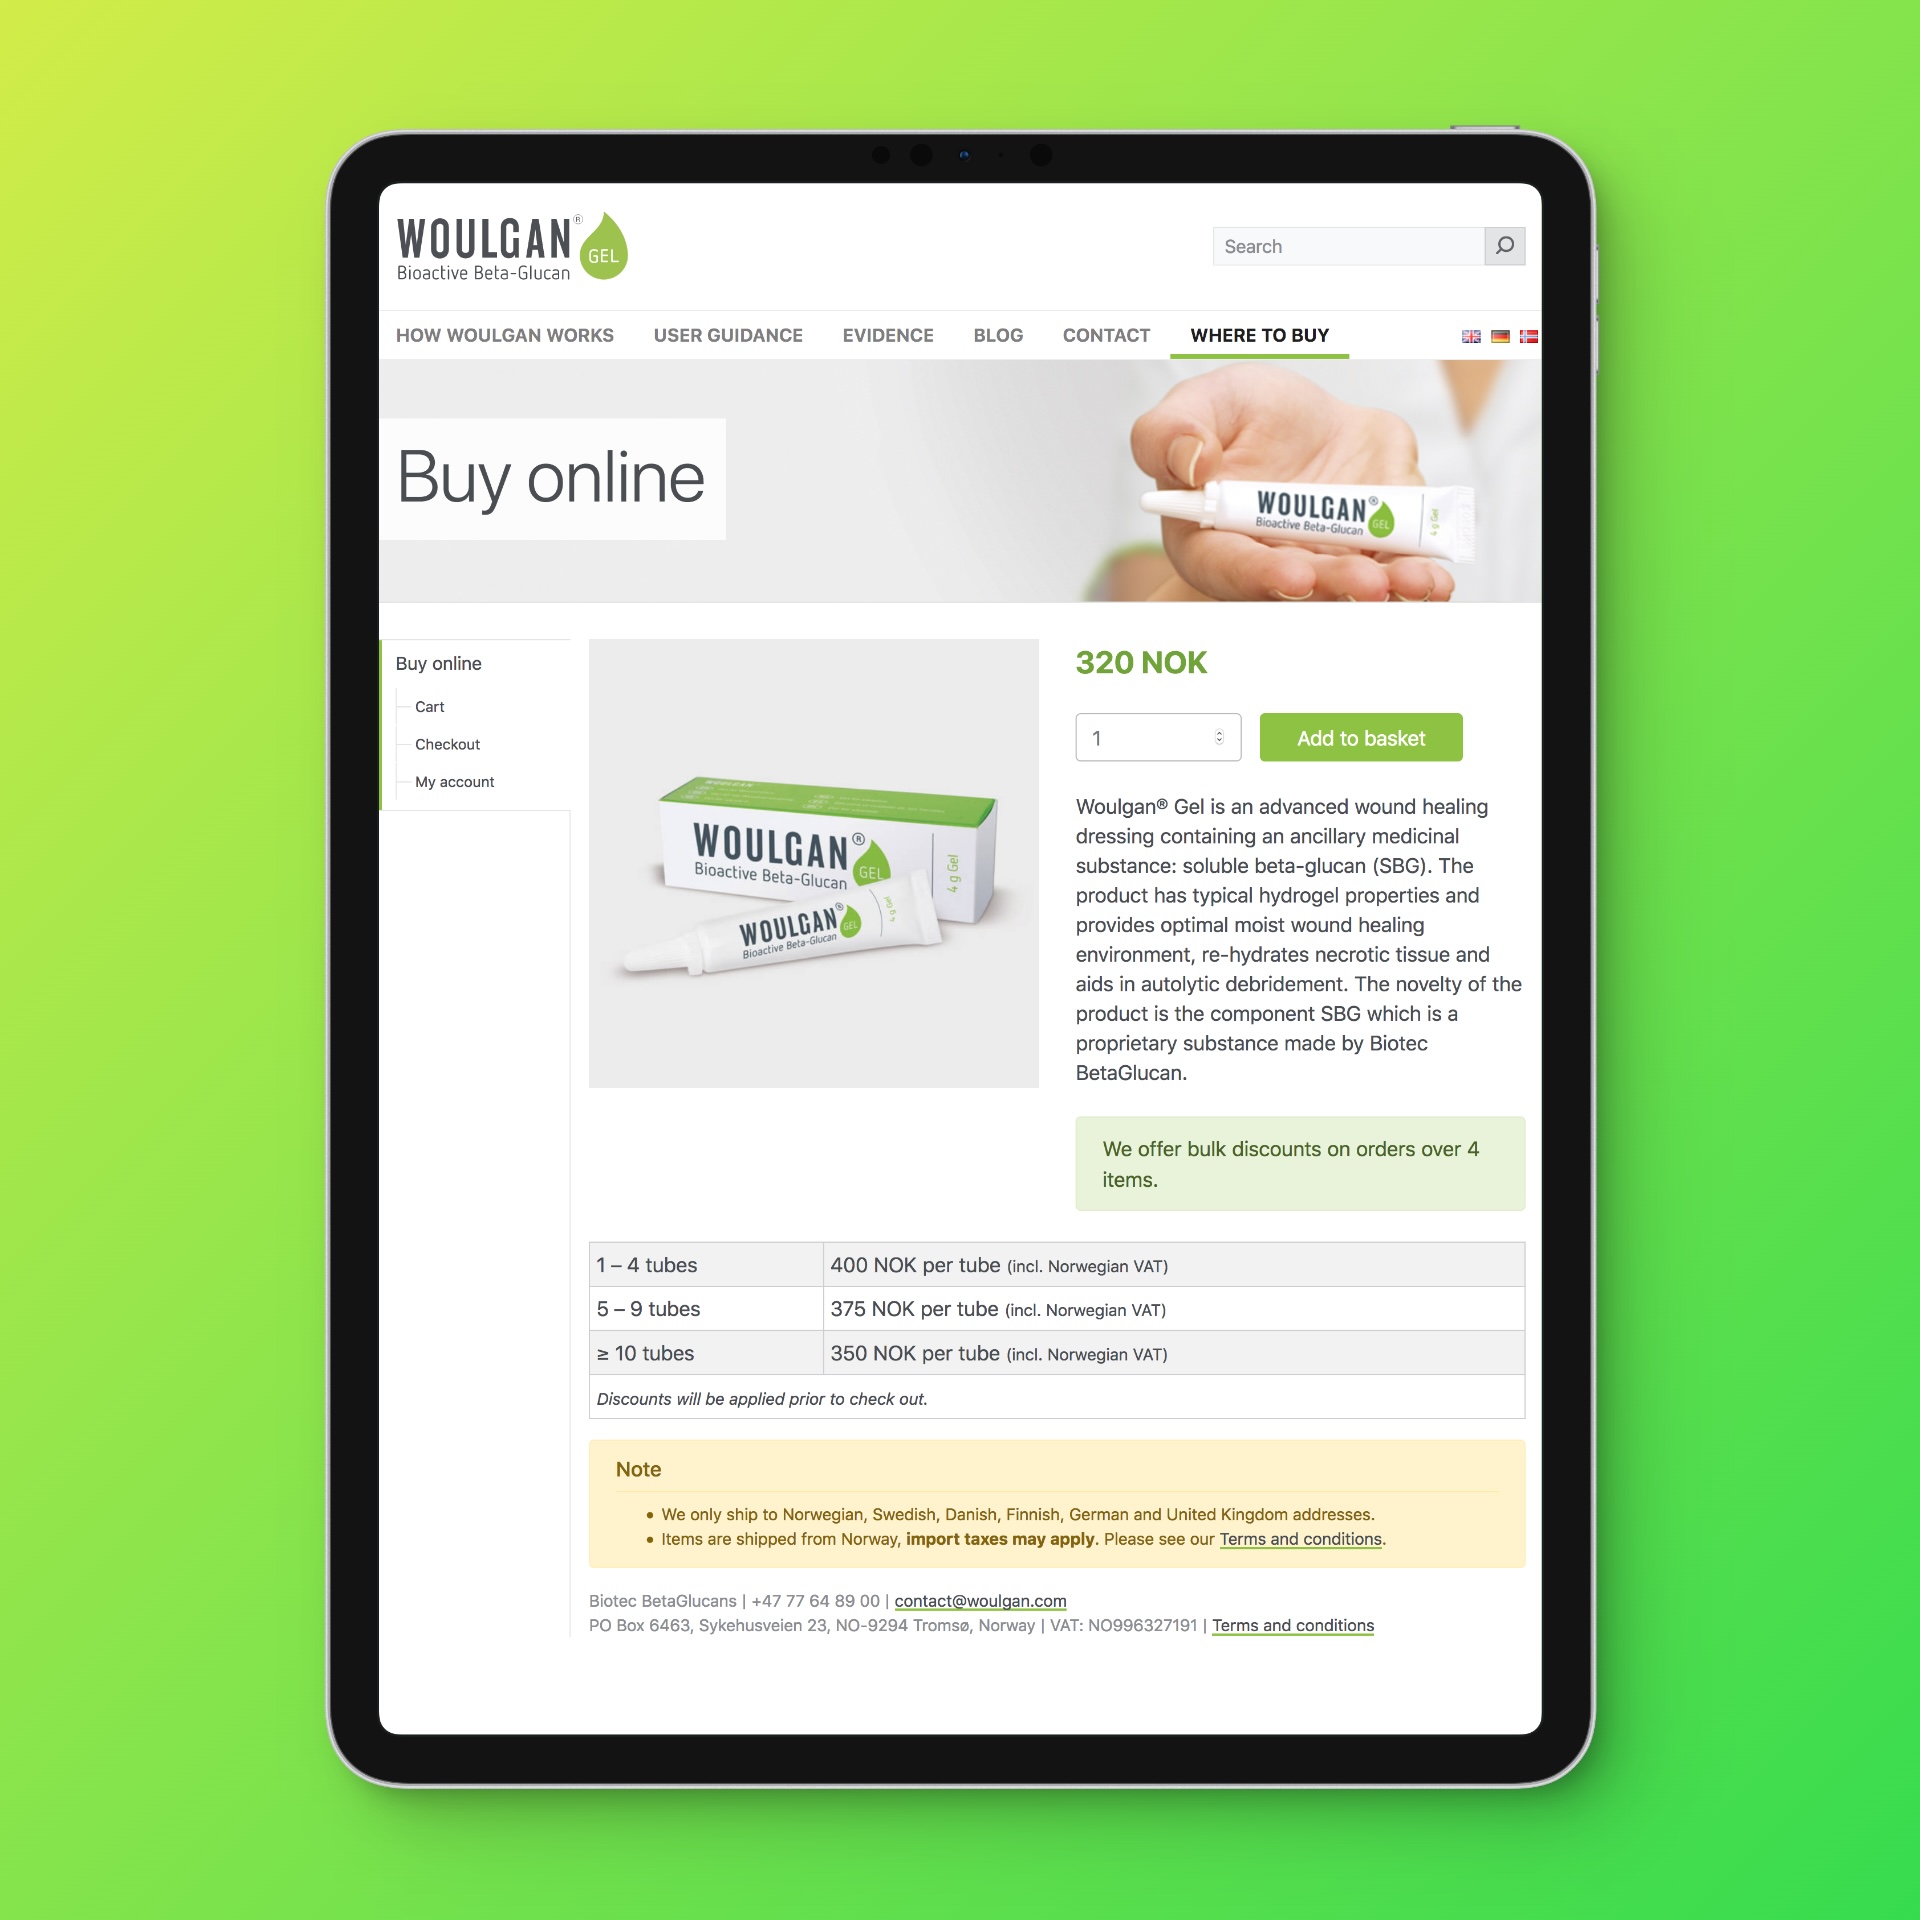 WOULGAN®
GEL
Bioactive Beta-Glucan
Search
HOW WOULGAN WORKS USER GUIDANCE EVIDENCE BLOG CONTACT WHERE TO BUY
Buy online
WOULGAN®
Bioactive Beta-Glucan
GEL
4 g Gel
Buy online
Cart
Checkout
My account
WOULGAN
WOULGAN®
Bioactive Beta-Glucan
GEL
4 g Gel
WOULGAN®
Bioactive Beta-Glucan
GEL
4 g Gel
320 NOK
1
Add to basket
Woulgan® Gel is an advanced wound healing
dressing containing an ancillary medicinal
substance: soluble beta-glucan (SBG). The
product has typical hydrogel properties and
provides optimal moist wound healing
environment, re-hydrates necrotic tissue and
aids in autolytic debridement. The novelty of the
product is the component SBG which is a
proprietary substance made by Biotec
BetaGlucan.
We offer bulk discounts on orders over 4
items.
1 – 4 tubes 400 NOK per tube (incl. Norwegian VAT)
5 – 9 tubes 375 NOK per tube (incl. Norwegian VAT)
≥ 10 tubes 350 NOK per tube (incl. Norwegian VAT)
Discounts will be applied prior to check out.
Note
• We only ship to Norwegian, Swedish, Danish, Finnish, German and United Kingdom addresses.
• Items are shipped from Norway, import taxes may apply. Please see our Terms and conditions.
Biotec BetaGlucans | +47 77 64 89 00 | contact@woulgan.com
PO Box 6463, Sykehusveien 23, NO-9294 Tromsø, Norway | VAT: NO996327191 | Terms and conditions